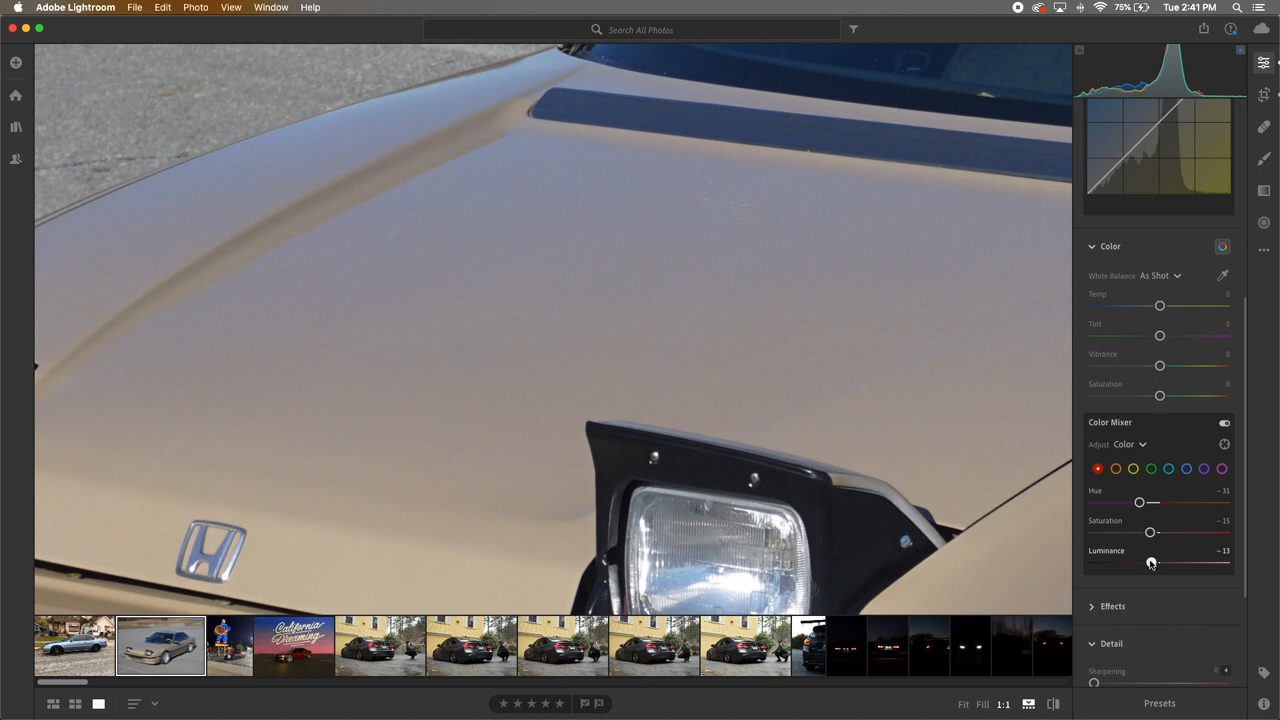 Adobe Lightroom File Edit Photo View Window Help 75% Tue 2:41 PM
Search All Photos
Color
White Balance As Shot
Temp 0
Tint 0
Vibrance 0
Saturation 0
Color Mixer
Adjust Color
Hue – 31
Saturation – 15
Luminance – 13
Effects
Detail
Sharpening 0
California
Dreaming
Fit Fill 1:1
Presets